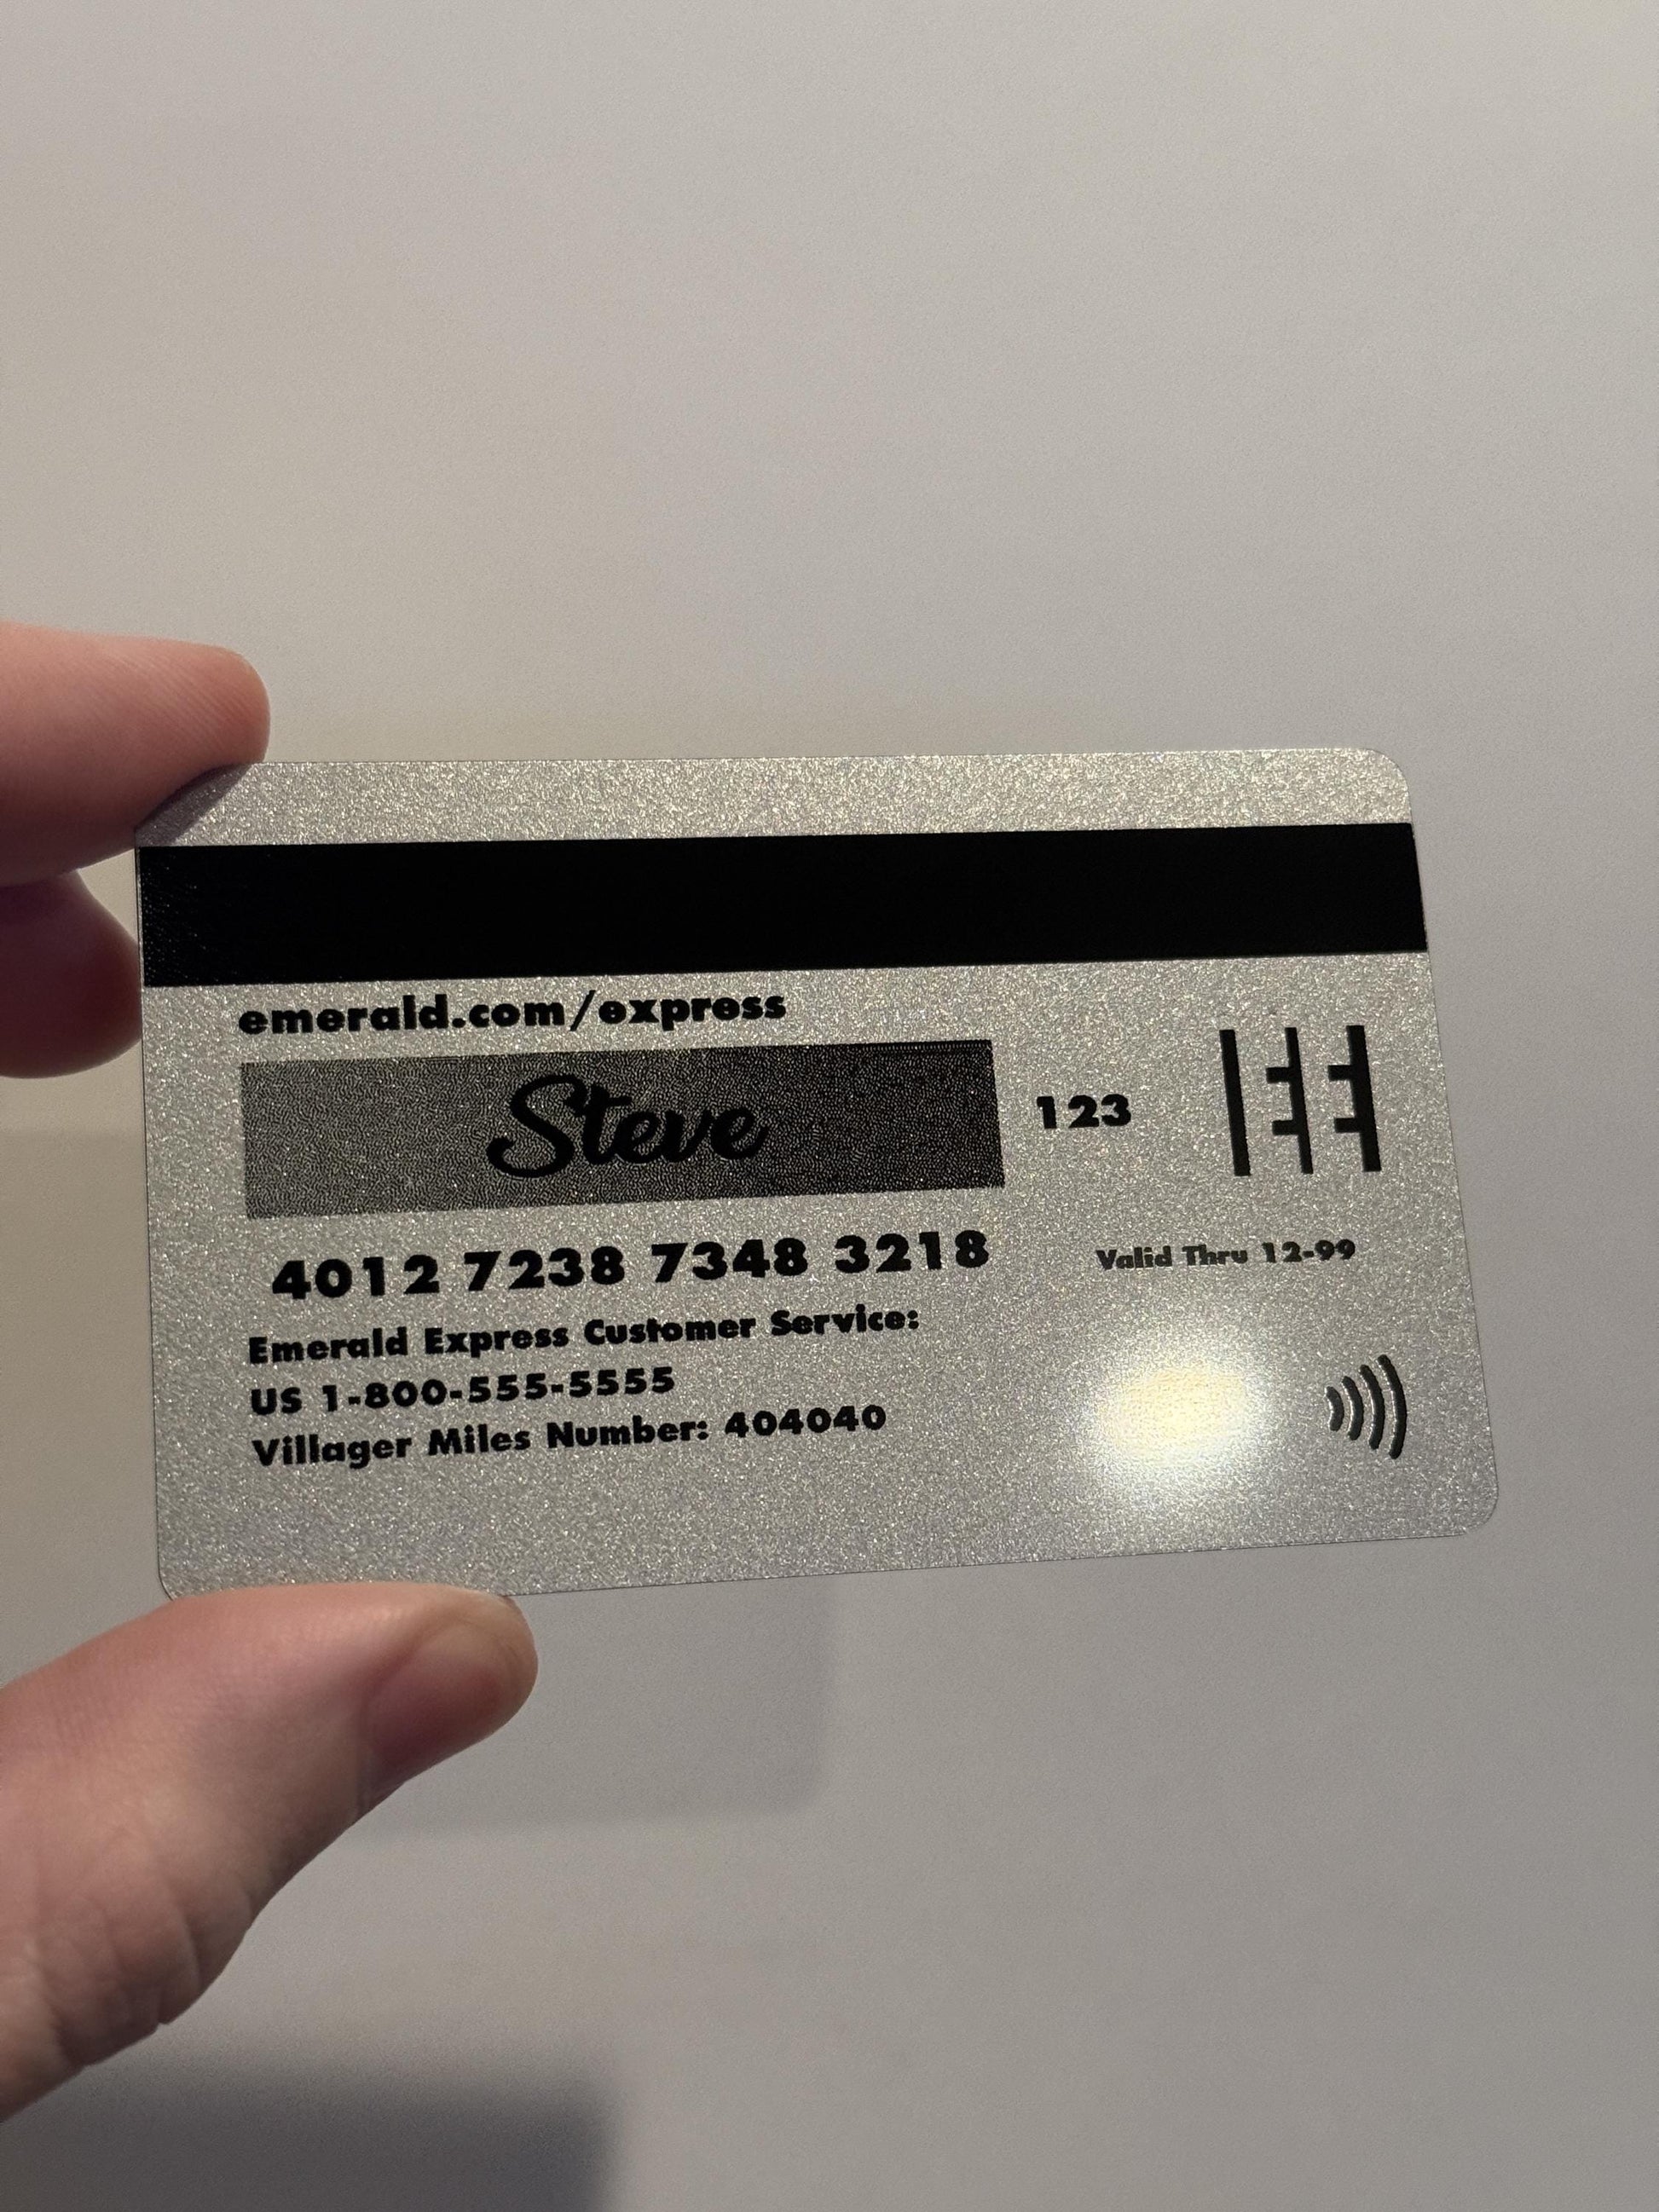 emerald.com/express
Steve
123
4012 7238 7348 3218
Valid Thru 12-99
Emerald Express Customer Service:
US 1-800-555-5555
Villager Miles Number: 404040